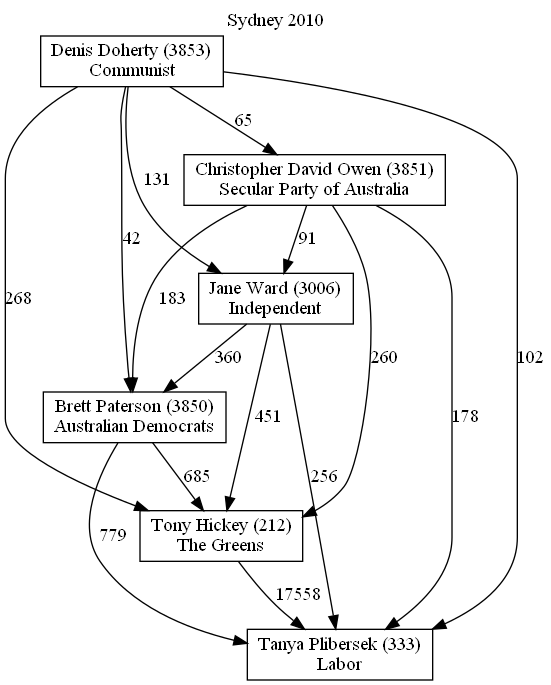 Sydney 2010
Denis Doherty (3853)
Communist
65
Christopher David Owen (3851)
Secular Party of Australia
131
42
91
Jane Ward (3006)
Independent
183
268
360
260
102
Brett Paterson (3850)
Australian Democrats
451
178
685
256
779
Tony Hickey (212)
The Greens
17558
Tanya Plibersek (333)
Labor